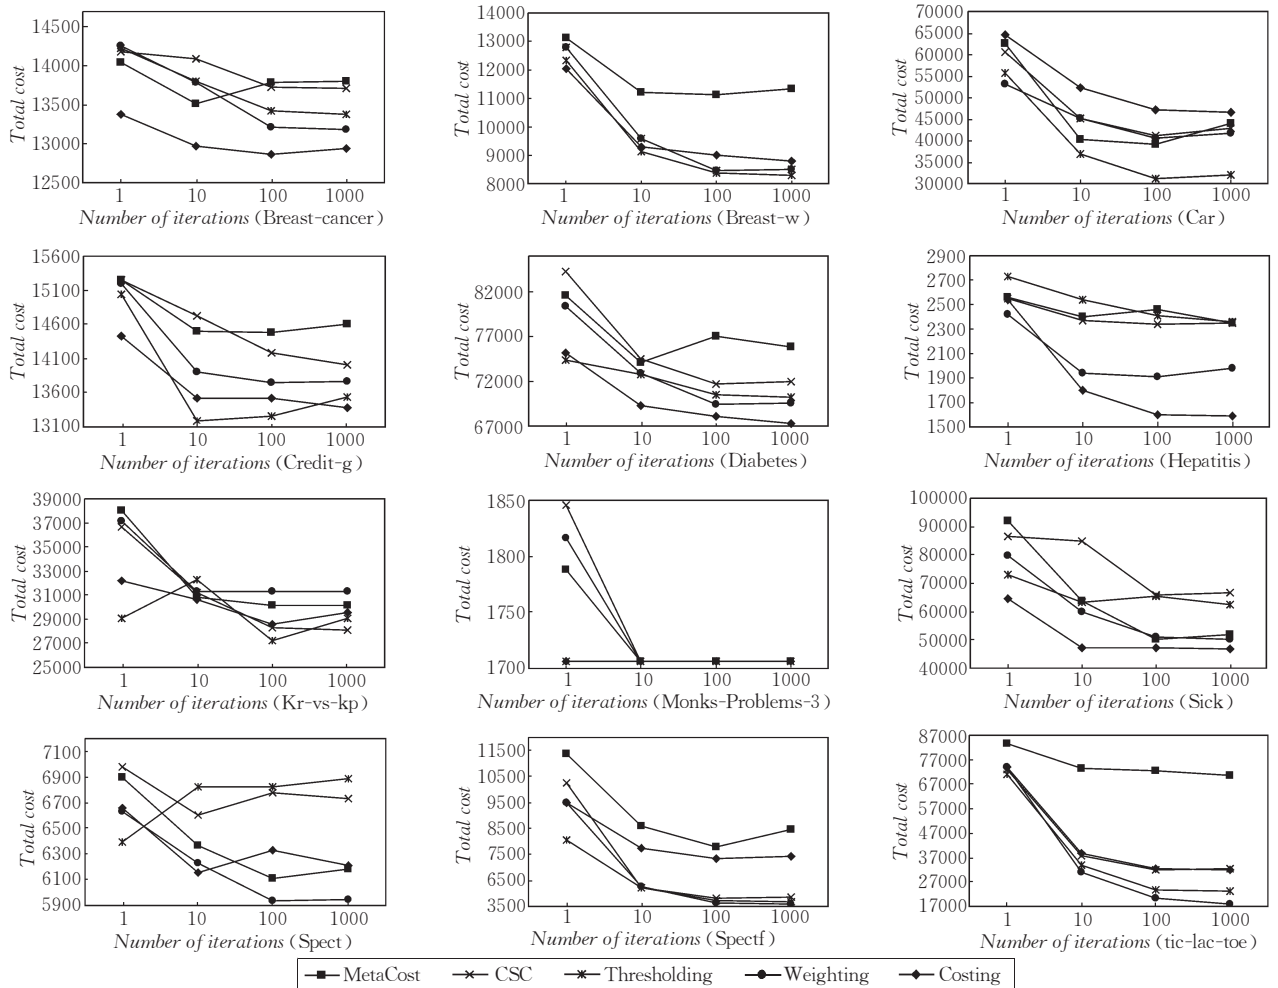 Total cost
14500
14000
13500
13000
12500
1 10 100 1000
Number of iterations (Breast-cancer)
Total cost
14000
13000
12000
11000
10000
9000
8000
1 10 100 1000
Number of iterations (Breast-w)
Total cost
70000
65000
60000
55000
50000
45000
40000
35000
30000
1 10 100 1000
Number of iterations (Car)
Total cost
15600
15100
14600
14100
13600
13100
1 10 100 1000
Number of iterations (Credit-g)
Total cost
82000
77000
72000
67000
1 10 100 1000
Number of iterations (Diabetes)
Total cost
2900
2700
2500
2300
2100
1900
1700
1500
1 10 100 1000
Number of iterations (Hepatitis)
Total cost
39000
37000
35000
33000
31000
29000
27000
25000
1 10 100 1000
Number of iterations (Kr-vs-kp)
Total cost
1850
1800
1750
1700
1 10 100 1000
Number of iterations (Monks-Problems-3)
Total cost
100000
90000
80000
70000
60000
50000
40000
1 10 100 1000
Number of iterations (Sick)
Total cost
7100
6900
6700
6500
6300
6100
5900
1 10 100 1000
Number of iterations (Spect)
Total cost
11500
10500
9500
8500
7500
6500
3500
1 10 100 1000
Number of iterations (Spectf)
Total cost
87000
77000
67000
57000
47000
37000
27000
17000
1 10 100 1000
Number of iterations (tic-lac-toe)
MetaCost CSC Thresholding Weighting Costing